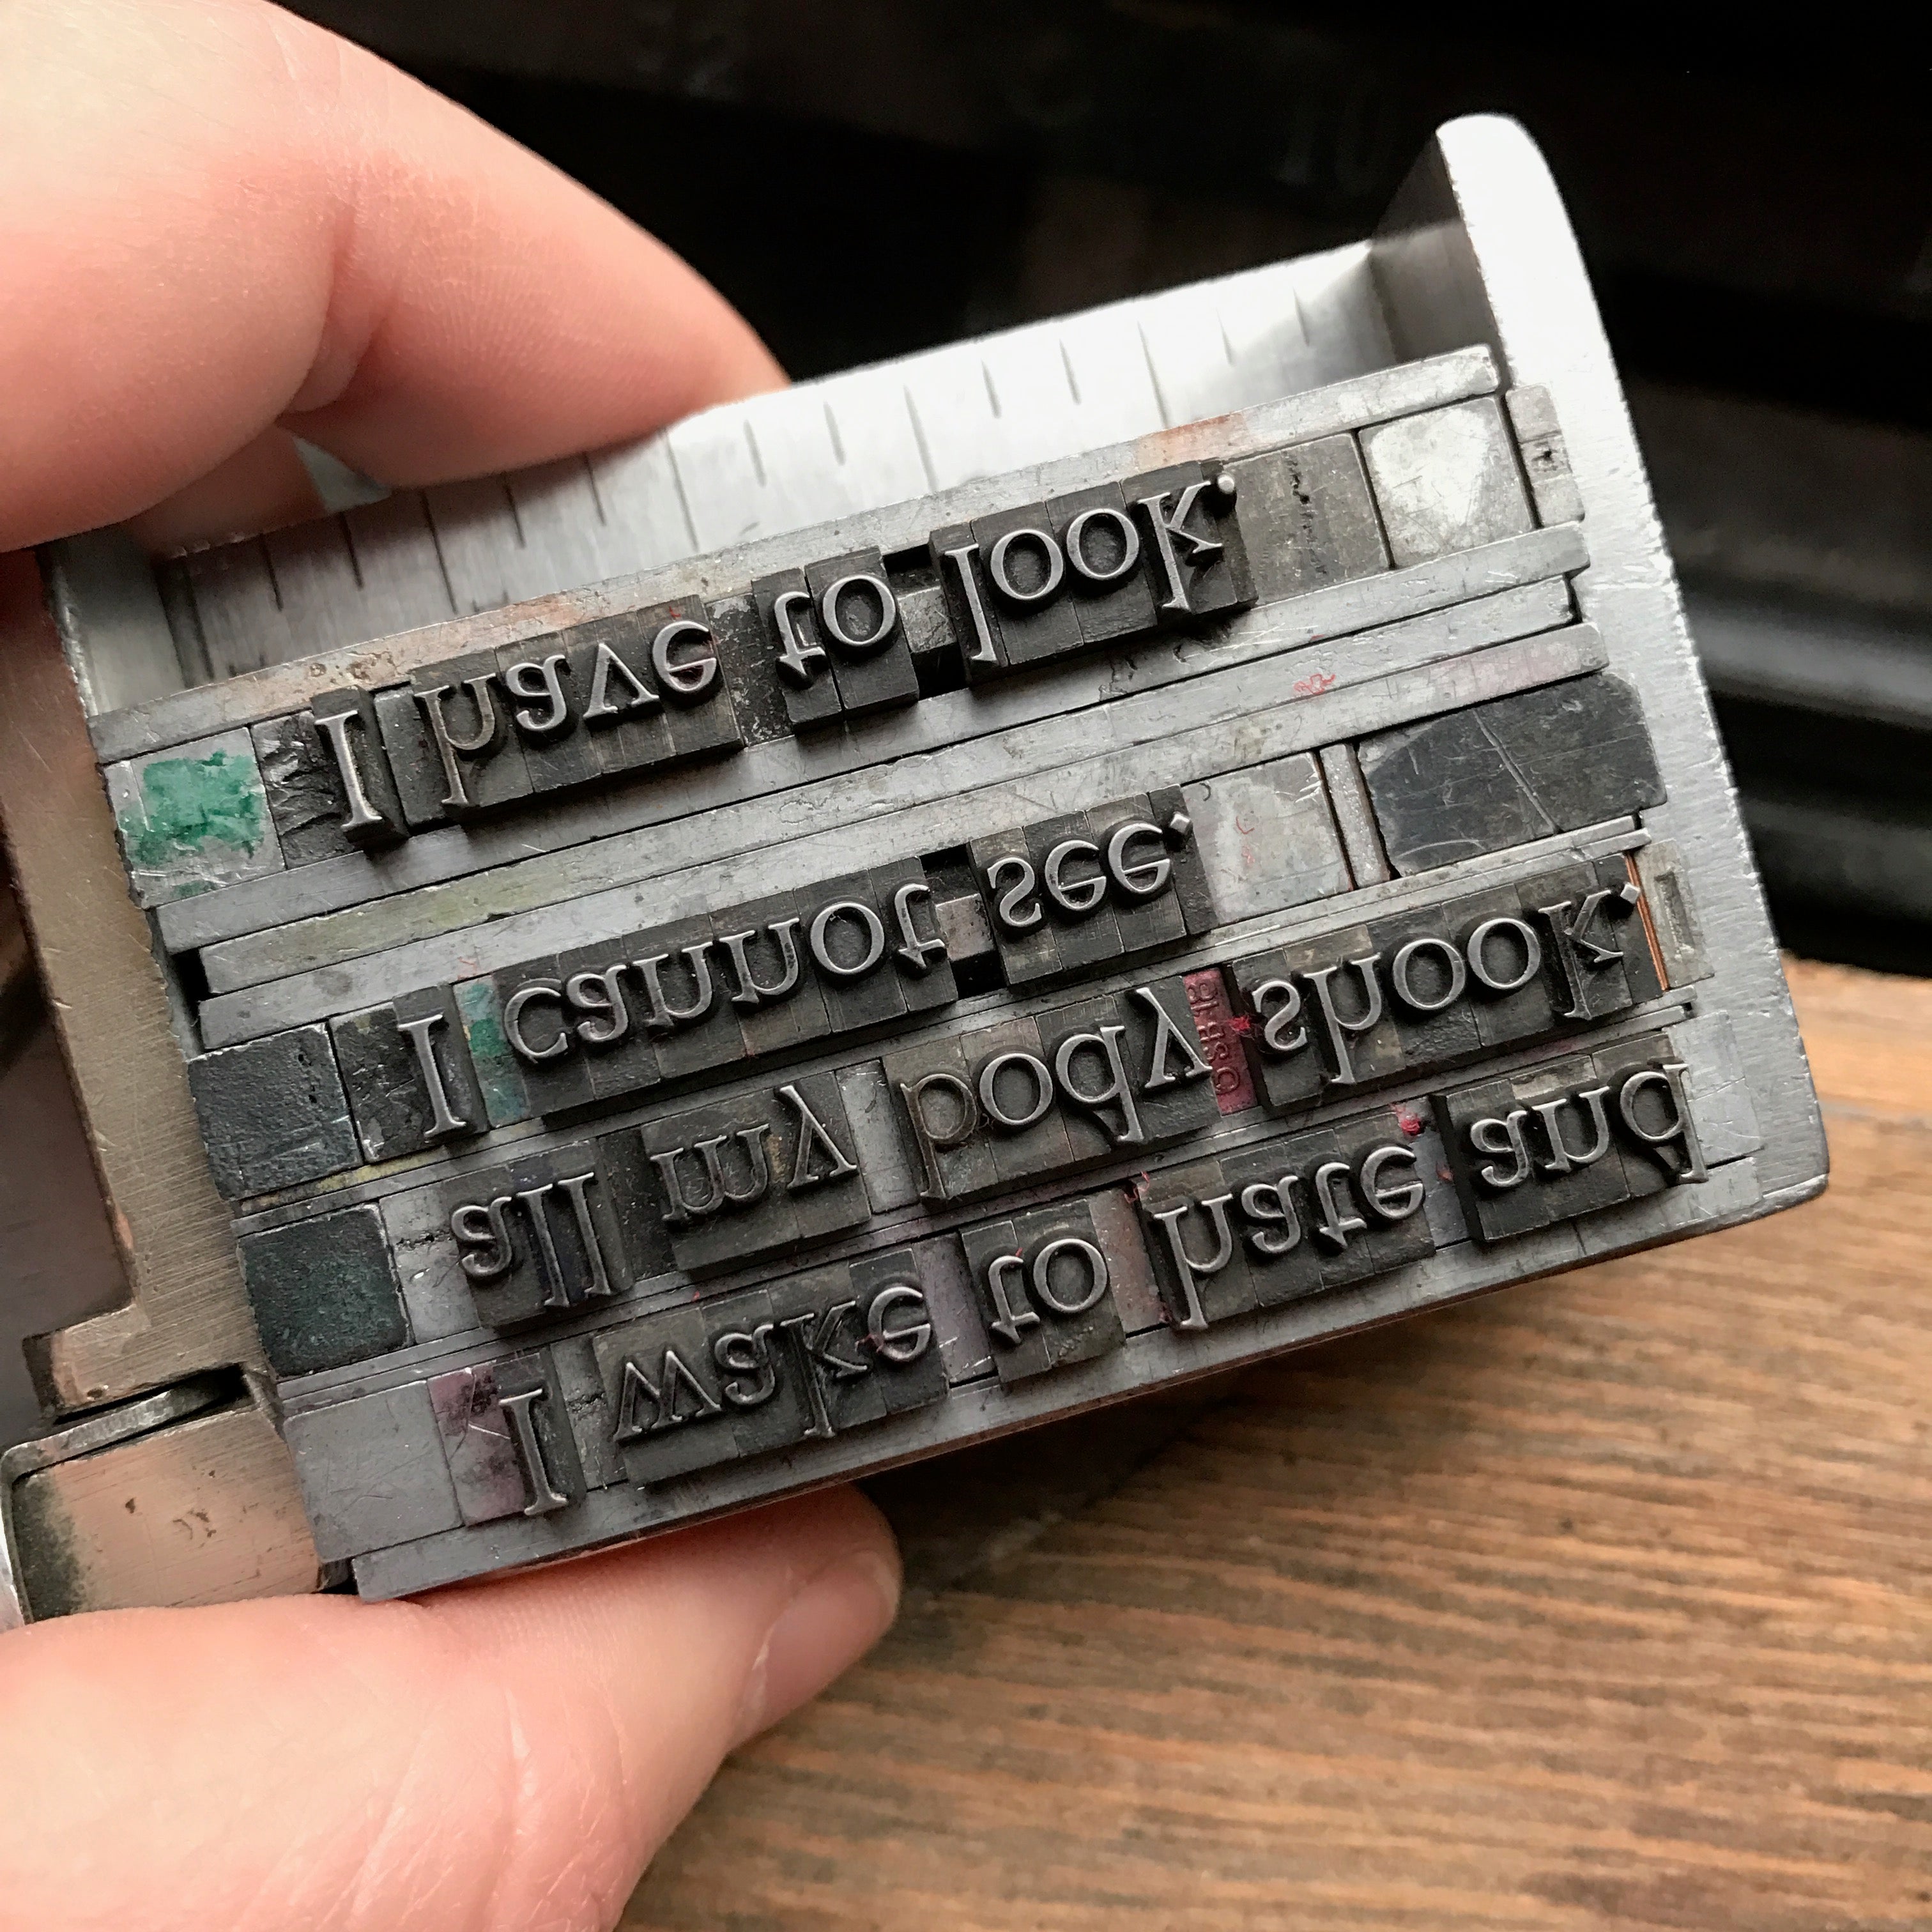 I wake to hate and
all my body shook.
I cannot see.
I have to look.